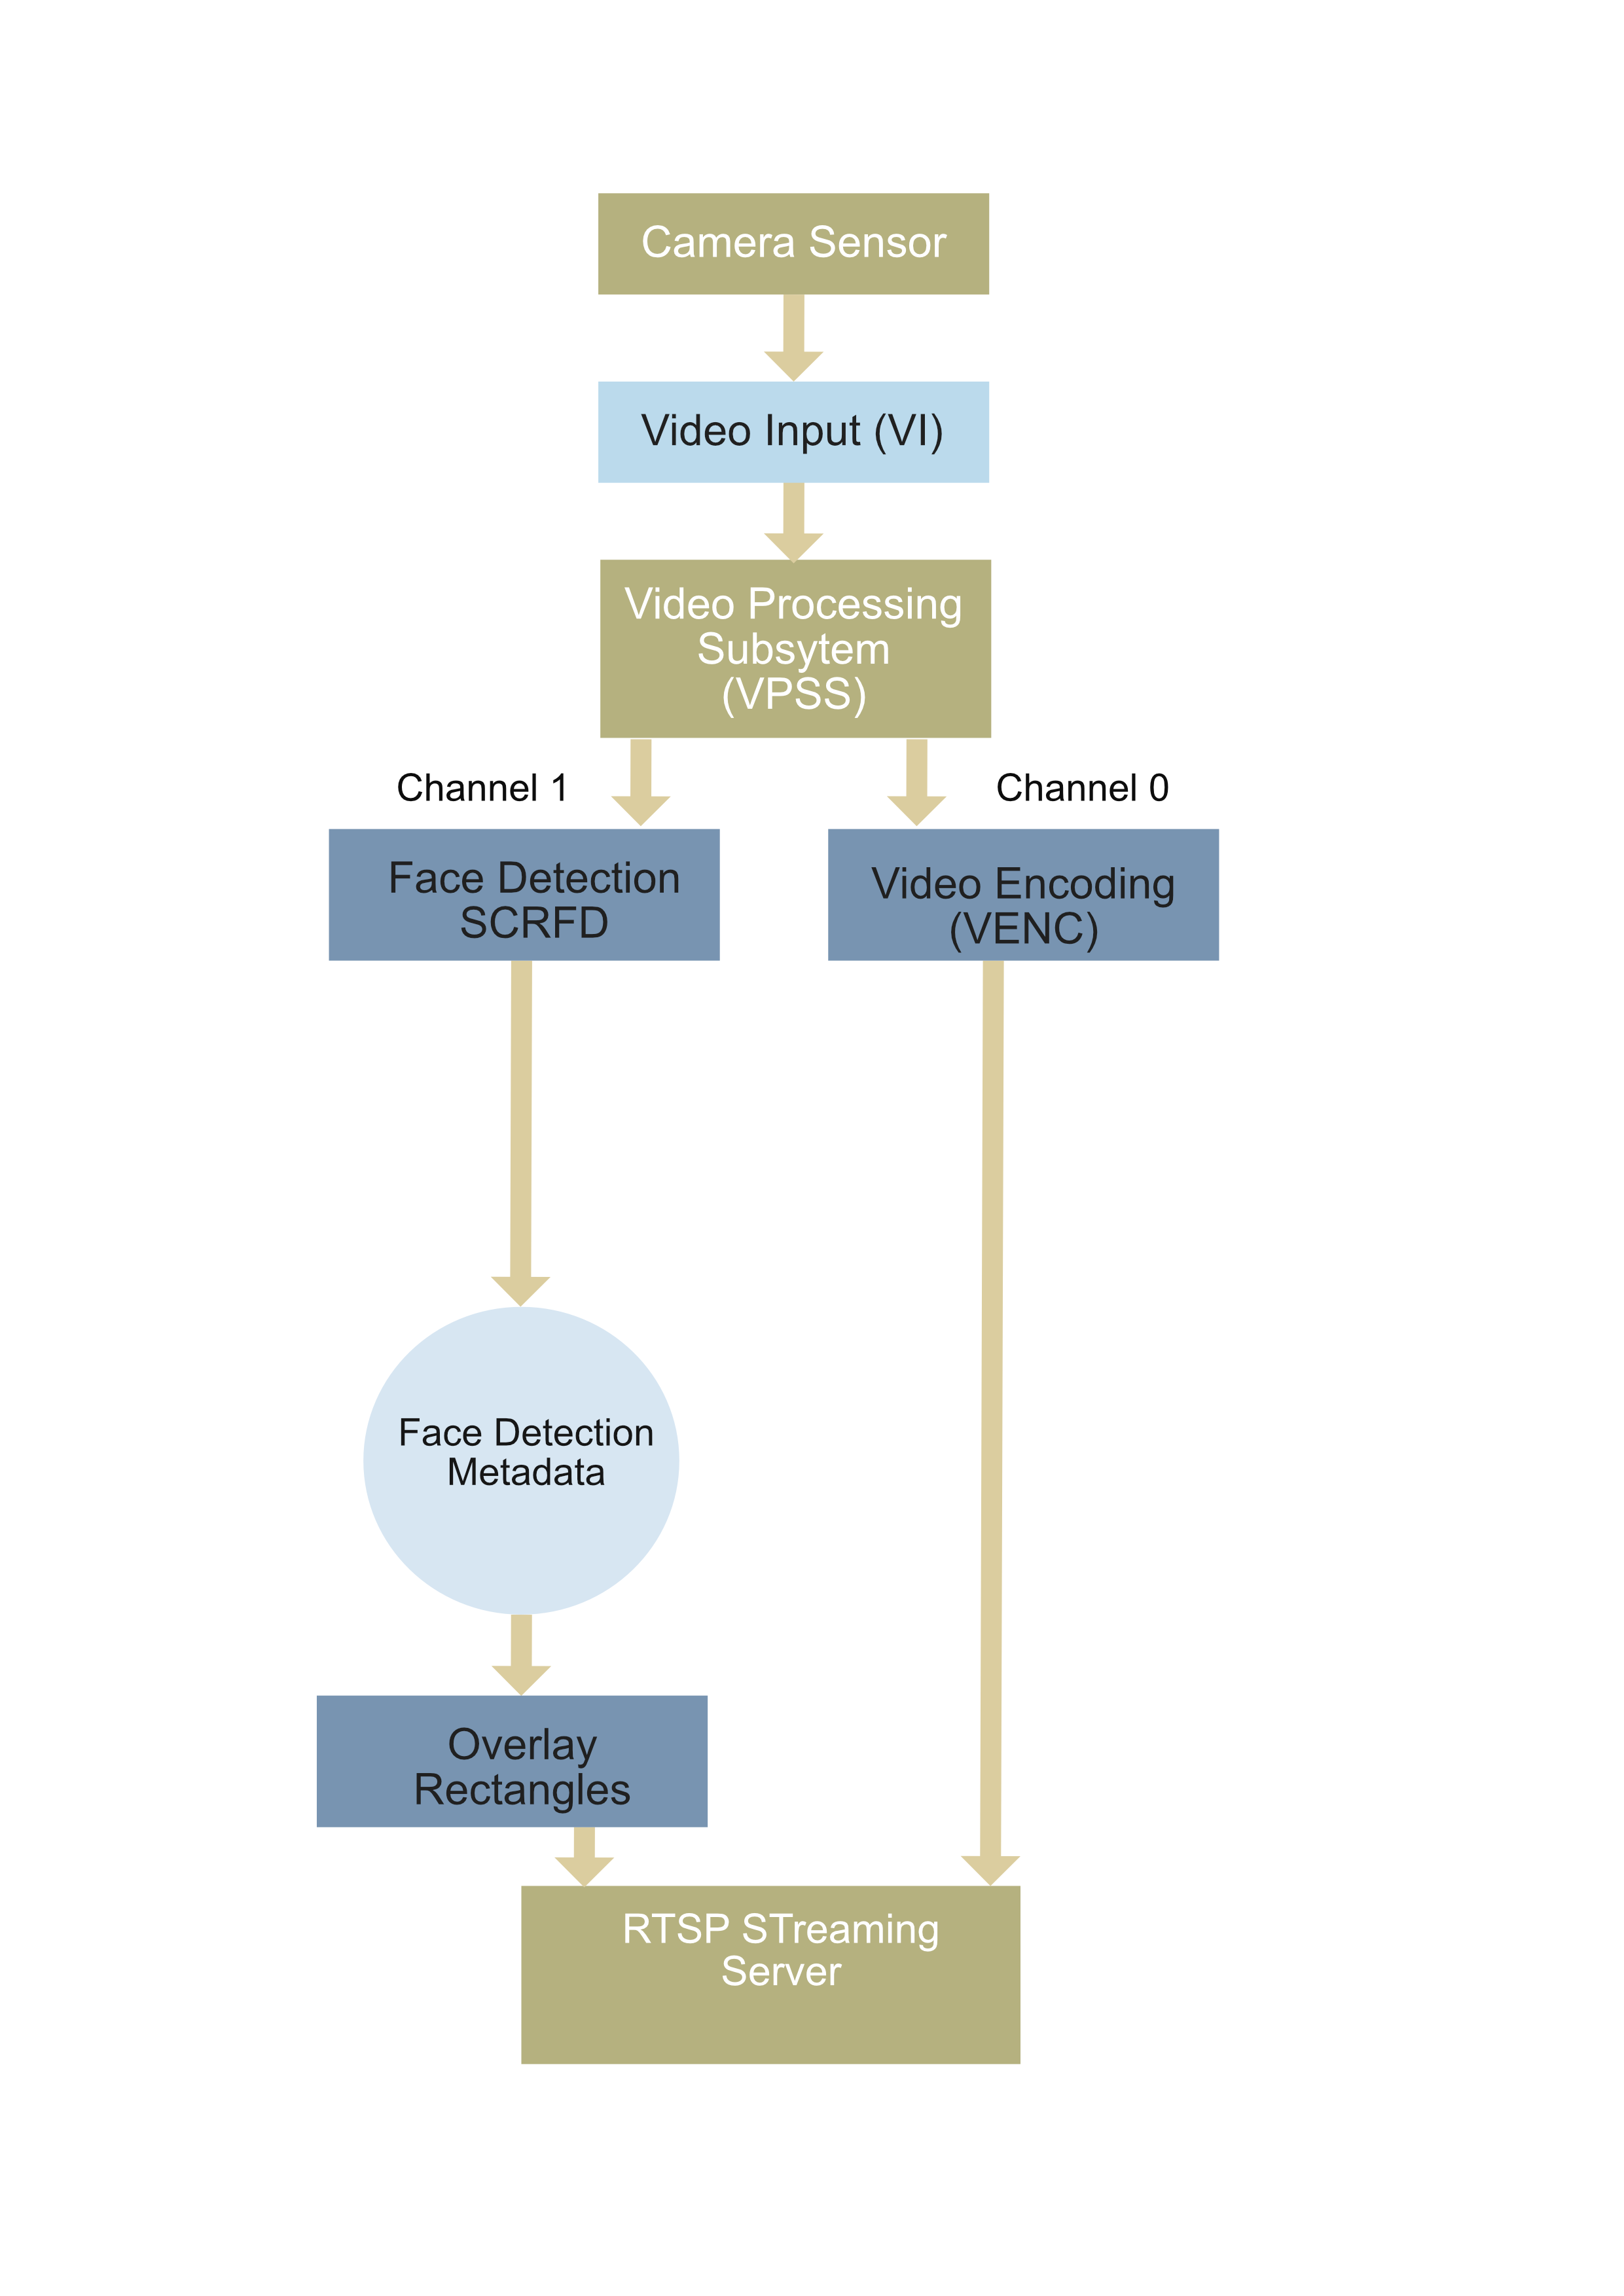 Camera Sensor
Video Input (VI)
Video Processing
Subsytem
(VPSS)
Channel 1
Channel 0
Face Detection
SCRFD
Video Encoding
(VENC)
Face Detection
Metadata
Overlay
Rectangles
RTSP STreaming
Server